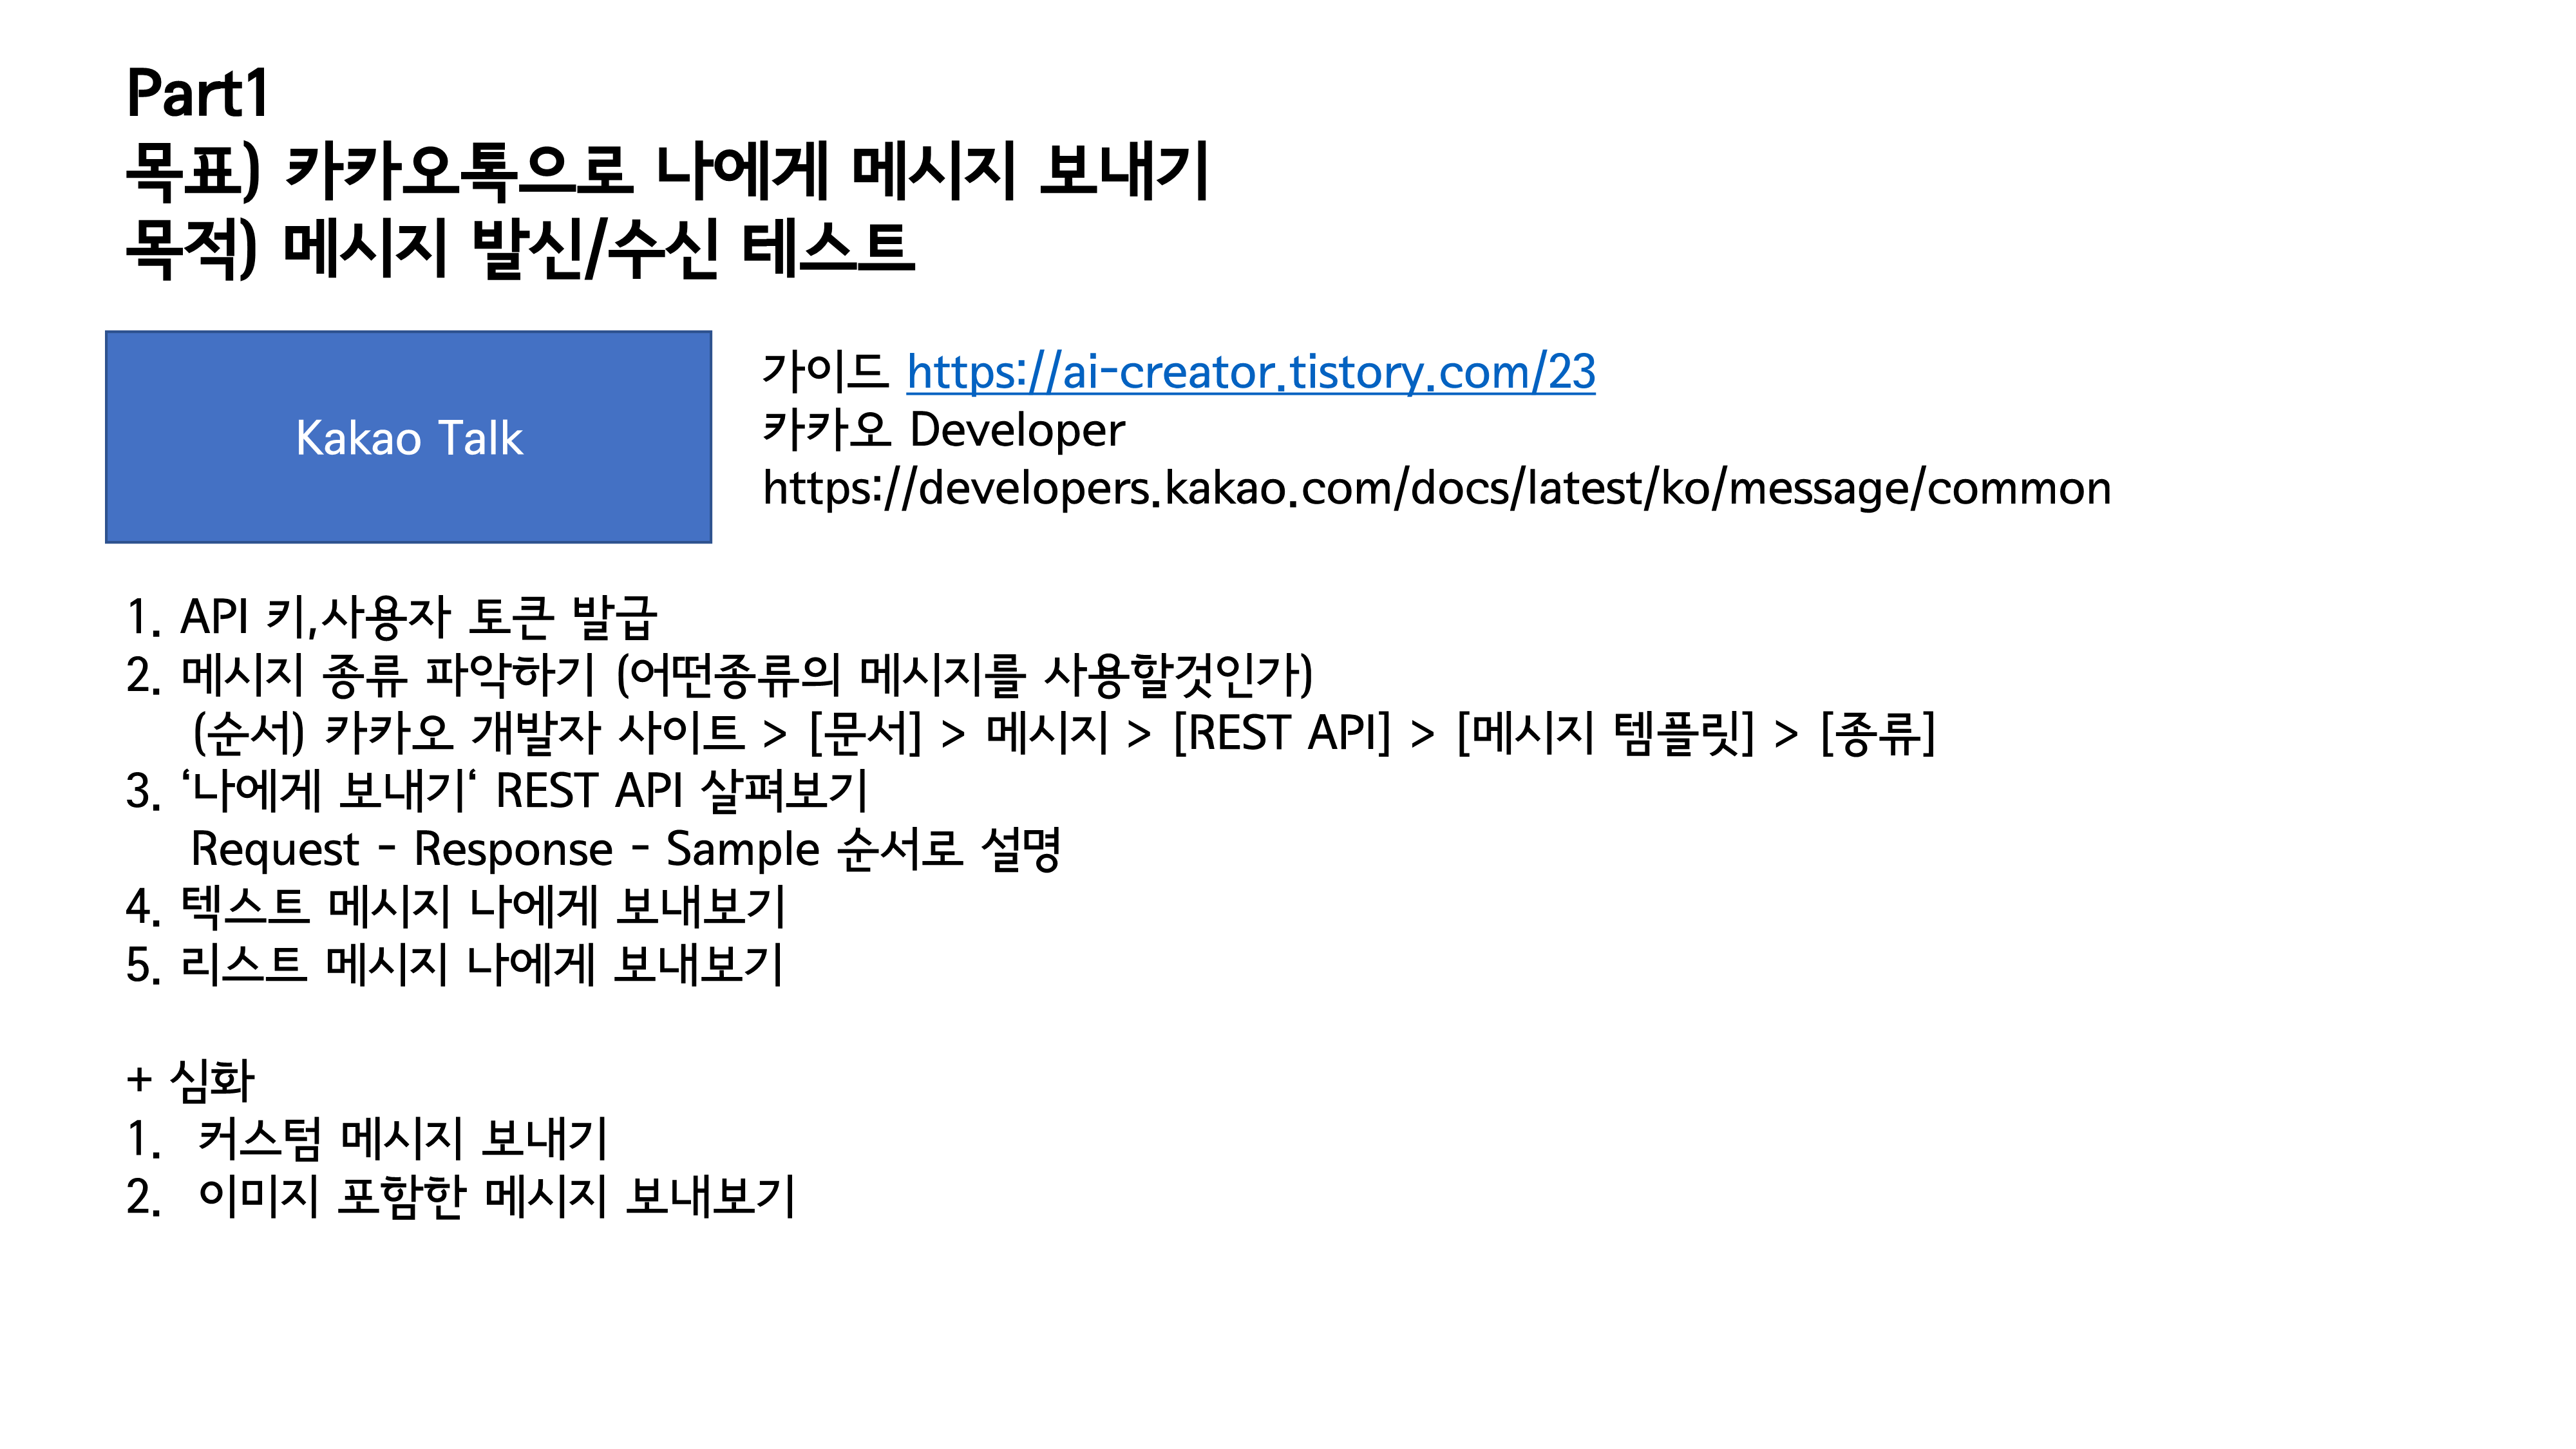 Part1
목표) 카카오톡으로 나에게 메시지 보내기
목적) 메시지 발신/수신 테스트
Kakao Talk
가이드 https://ai-creator.tistory.com/23
카카오 Developer
https://developers.kakao.com/docs/latest/ko/message/common
1. API 키,사용자 토큰 발급
2. 메시지 종류 파악하기 (어떤종류의 메시지를 사용할것인가)
(순서) 카카오 개발자 사이트 > [문서] > 메시지 > [REST API] > [메시지 템플릿] > [종류]
3. ‘나에게 보내기‘ REST API 살펴보기
Request - Response - Sample 순서로 설명
4. 텍스트 메시지 나에게 보내보기
5. 리스트 메시지 나에게 보내보기
+ 심화
1. 커스텀 메시지 보내기
2. 이미지 포함한 메시지 보내보기